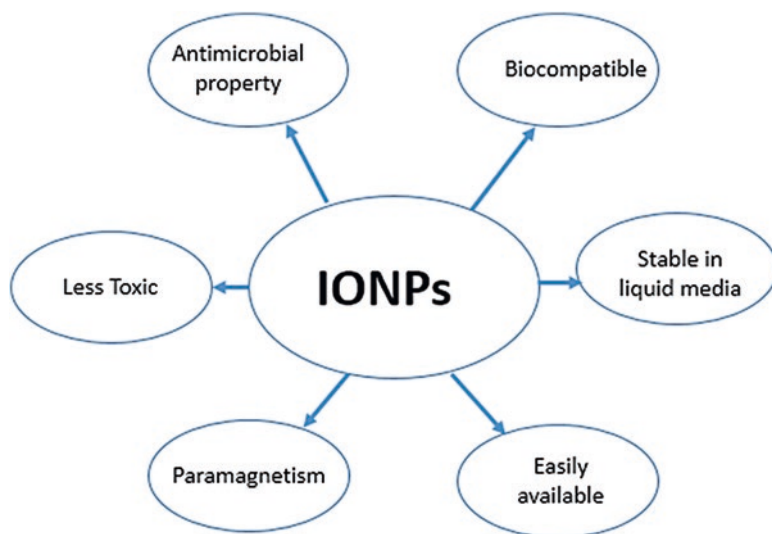 Antimicrobial
property
Biocompatible
Less Toxic
IONPs
Stable in
liquid media
Paramagnetism
Easily
available